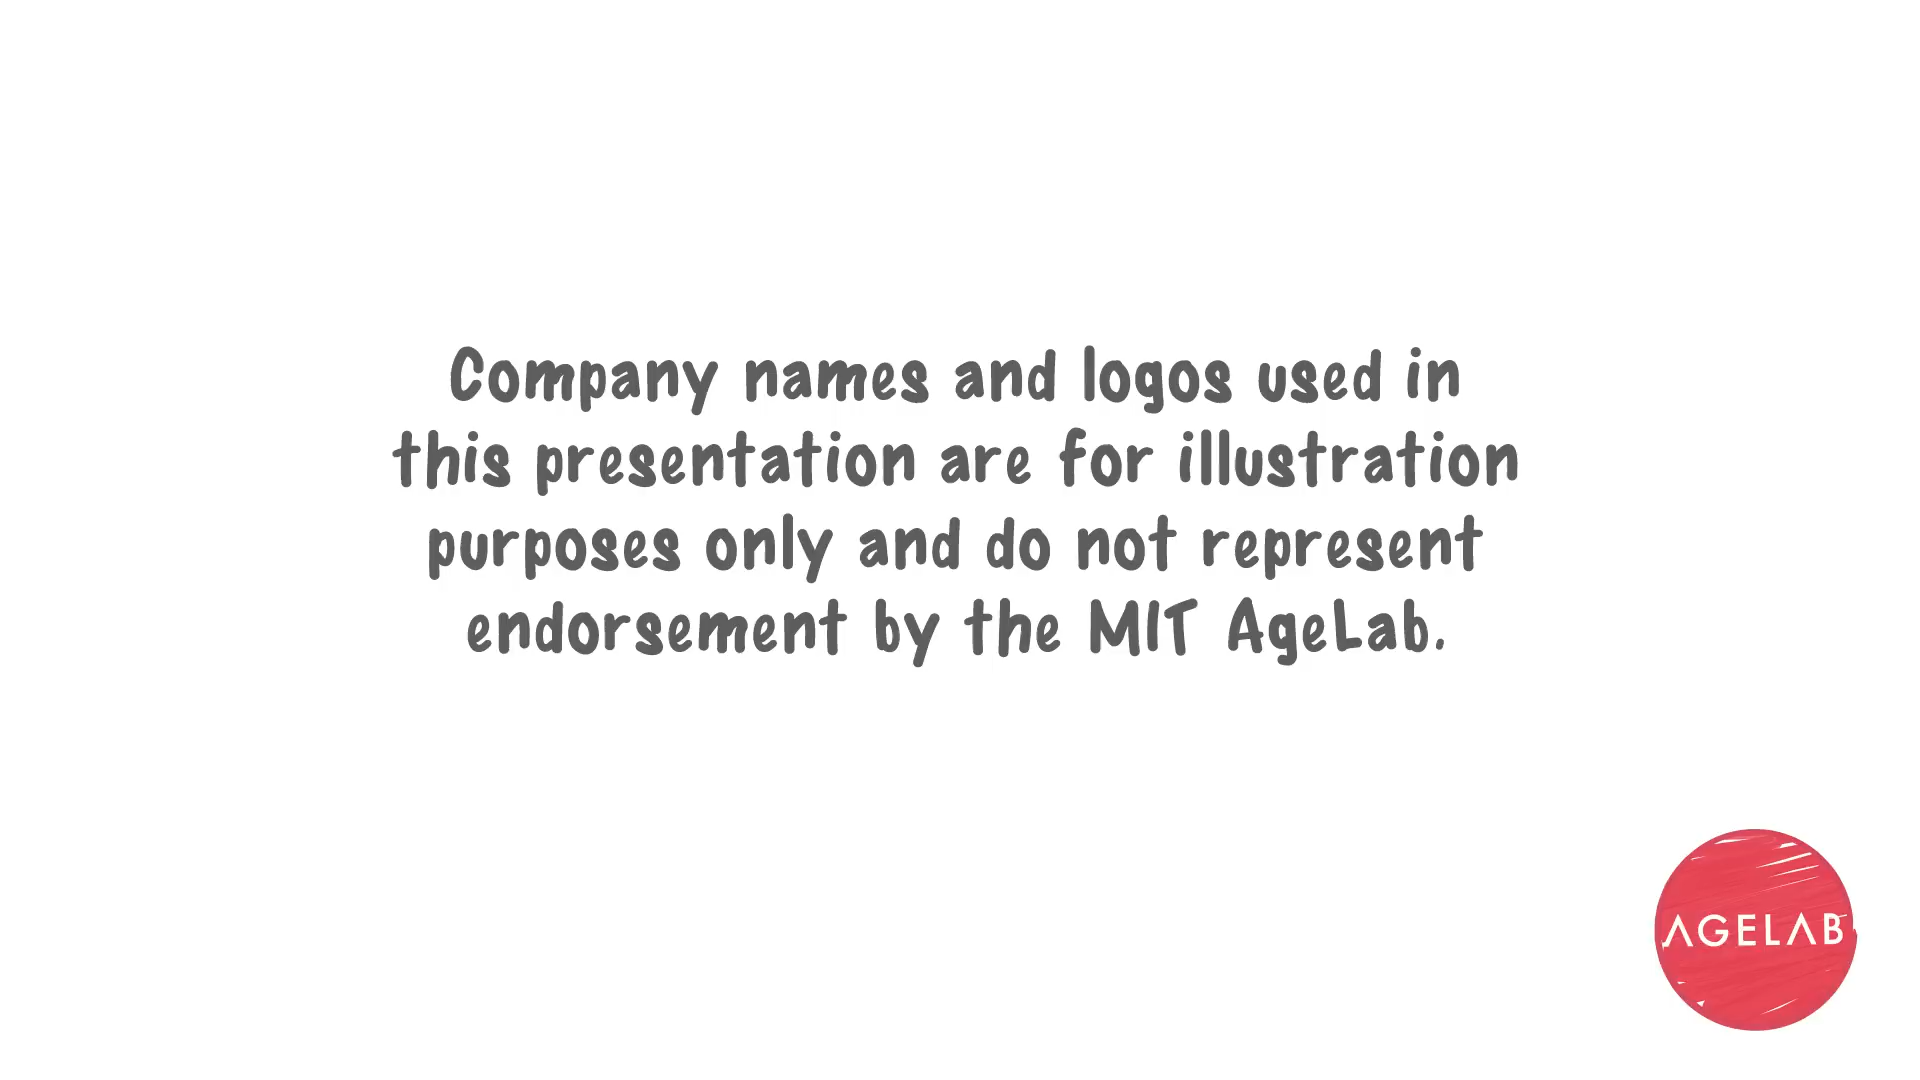 Company names and logos used in
this presentation are for illustration
purposes only and do not represent
endorsement by the MIT AgeLab.
AGELAB